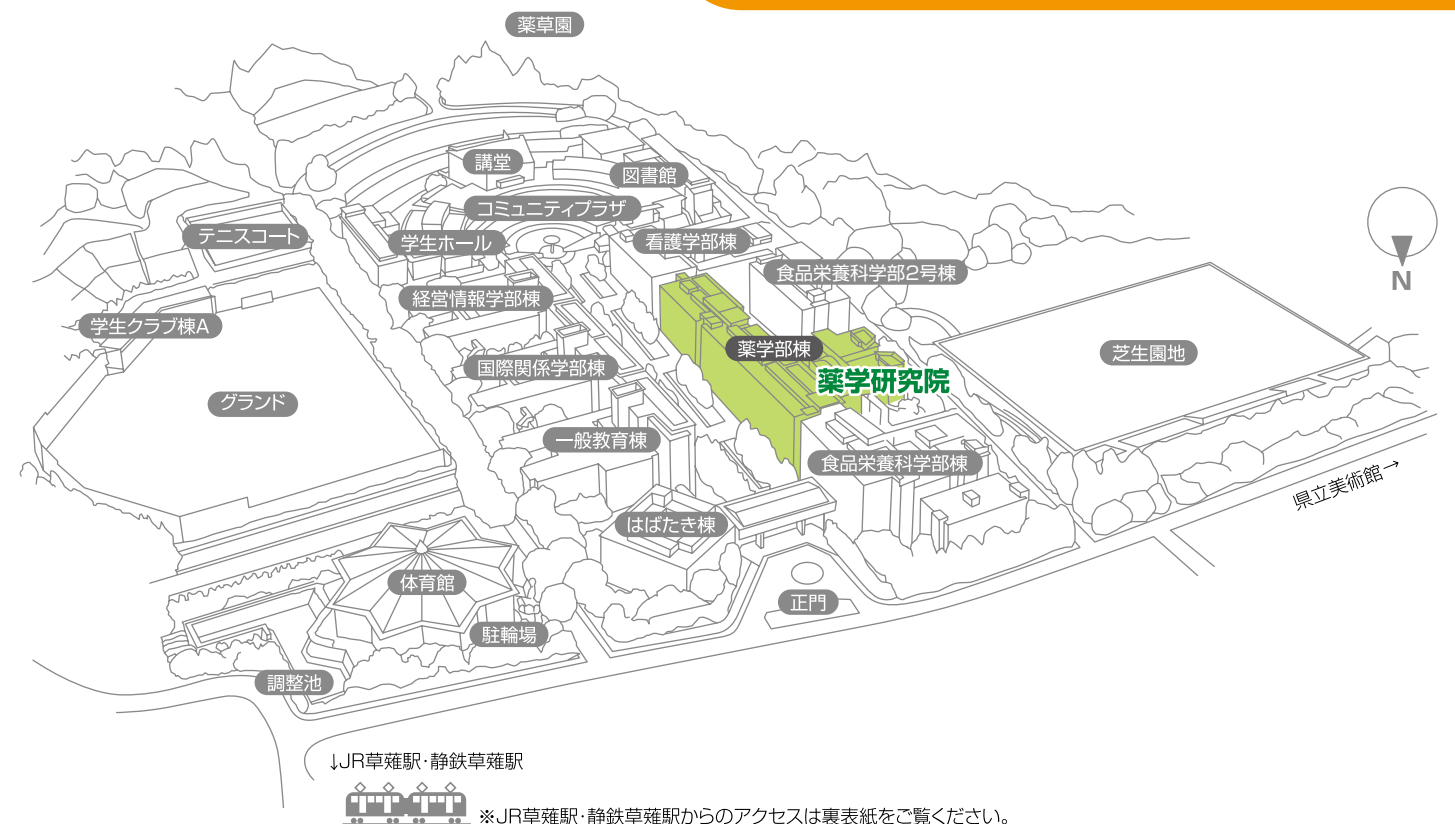 薬草園
講堂
図書館
コミュニティプラザ
テニスコート
学生ホール
看護学部棟
食品栄養科学部2号棟
N
経営情報学部棟
学生クラブ棟A
薬学部棟
芝生園地
国際関係学部棟
薬学研究院
グランド
一般教育棟
食品栄養科学部棟
県立美術館→
はばたき棟
体育館
正門
駐輪場
調整池
↓JR草薙駅・静鉄草薙駅
※JR草薙駅・静鉄草薙駅からのアクセスは裏表紙をご覧ください。